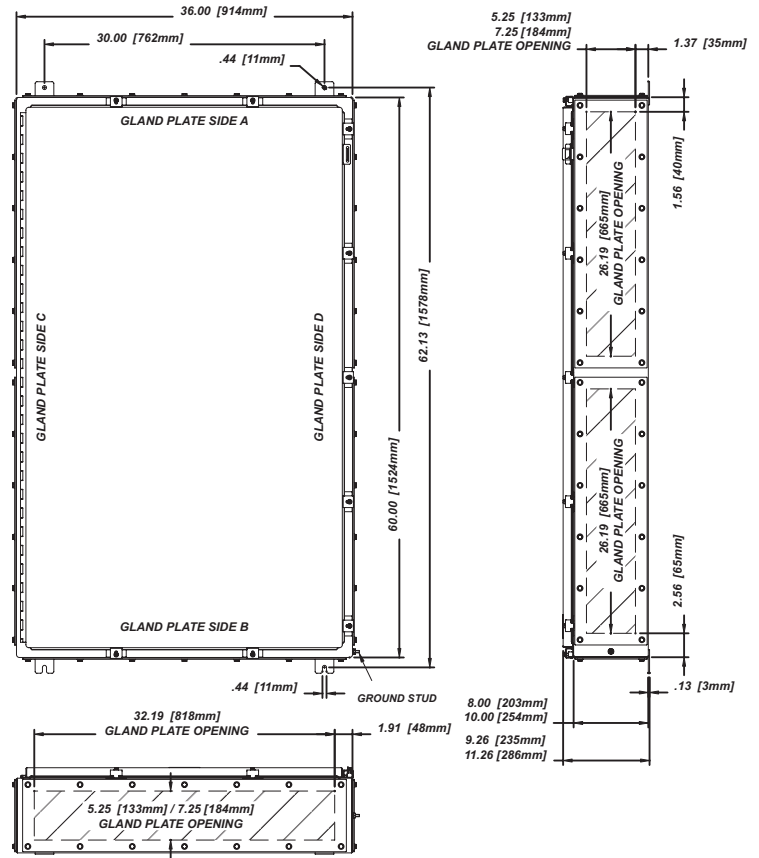 36.00 [914mm]
30.00 [762mm]
.44 [11mm]
GLAND PLATE SIDE A
GLAND PLATE SIDE C
GLAND PLATE SIDE D
62.13 [1578mm]
60.00 [1524mm]
GLAND PLATE SIDE B
.44 [11mm]
GROUND STUD
5.25 [133mm]
7.25 [184mm]
GLAND PLATE OPENING
1.37 [35mm]
1.56 [40mm]
26.19 [665mm]
GLAND PLATE OPENING
26.19 [665mm]
GLAND PLATE OPENING
2.56 [65mm]
.13 [3mm]
8.00 [203mm]
10.00 [254mm]
9.26 [235mm]
11.26 [286mm]
32.19 [818mm]
GLAND PLATE OPENING
1.91 [48mm]
5.25 [133mm] / 7.25 [184mm]
GLAND PLATE OPENING